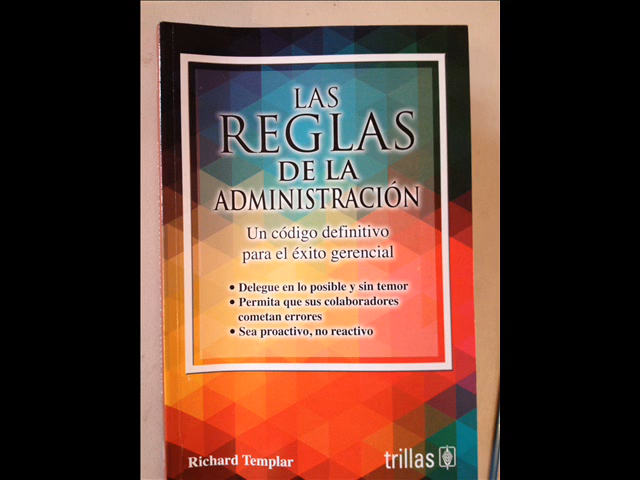 LAS
REGLAS
DE LA
ADMINISTRACIÓN
Un código definitivo
para el éxito gerencial
• Delegue en lo posible y sin temor
• Permita que sus colaboradores
cometan errores
• Sea proactivo, no reactivo
Richard Templar
trillas